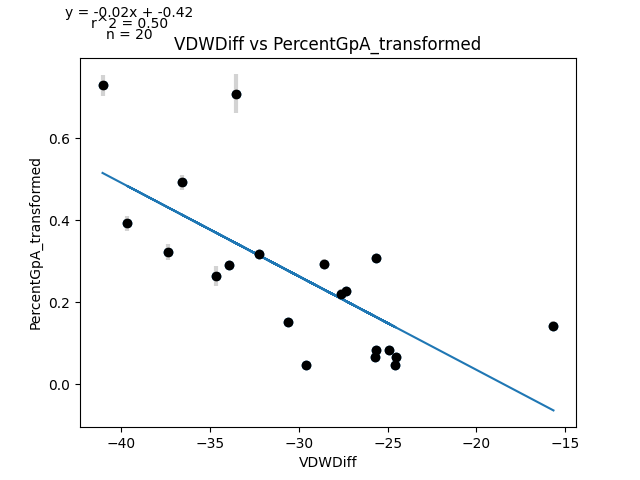 y = -0.02x + -0.42
r^2 = 0.50
n = 20
VDWDiff vs PercentGpA_transformed
PercentGpA_transformed
0.6
0.4
0.2
0.0
−40
−35
−30
−25
−20
−15
VDWDiff